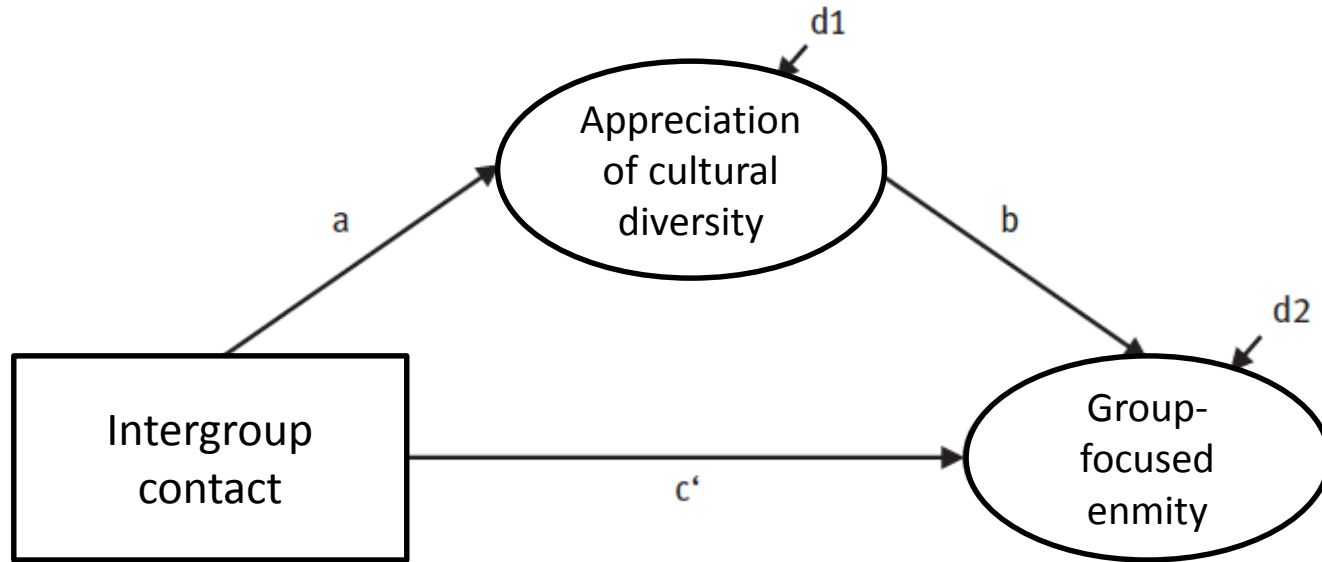 d1
Appreciation
of cultural
diversity
a
b
d2
Intergroup
contact
c‘
Group-
focused
enmity